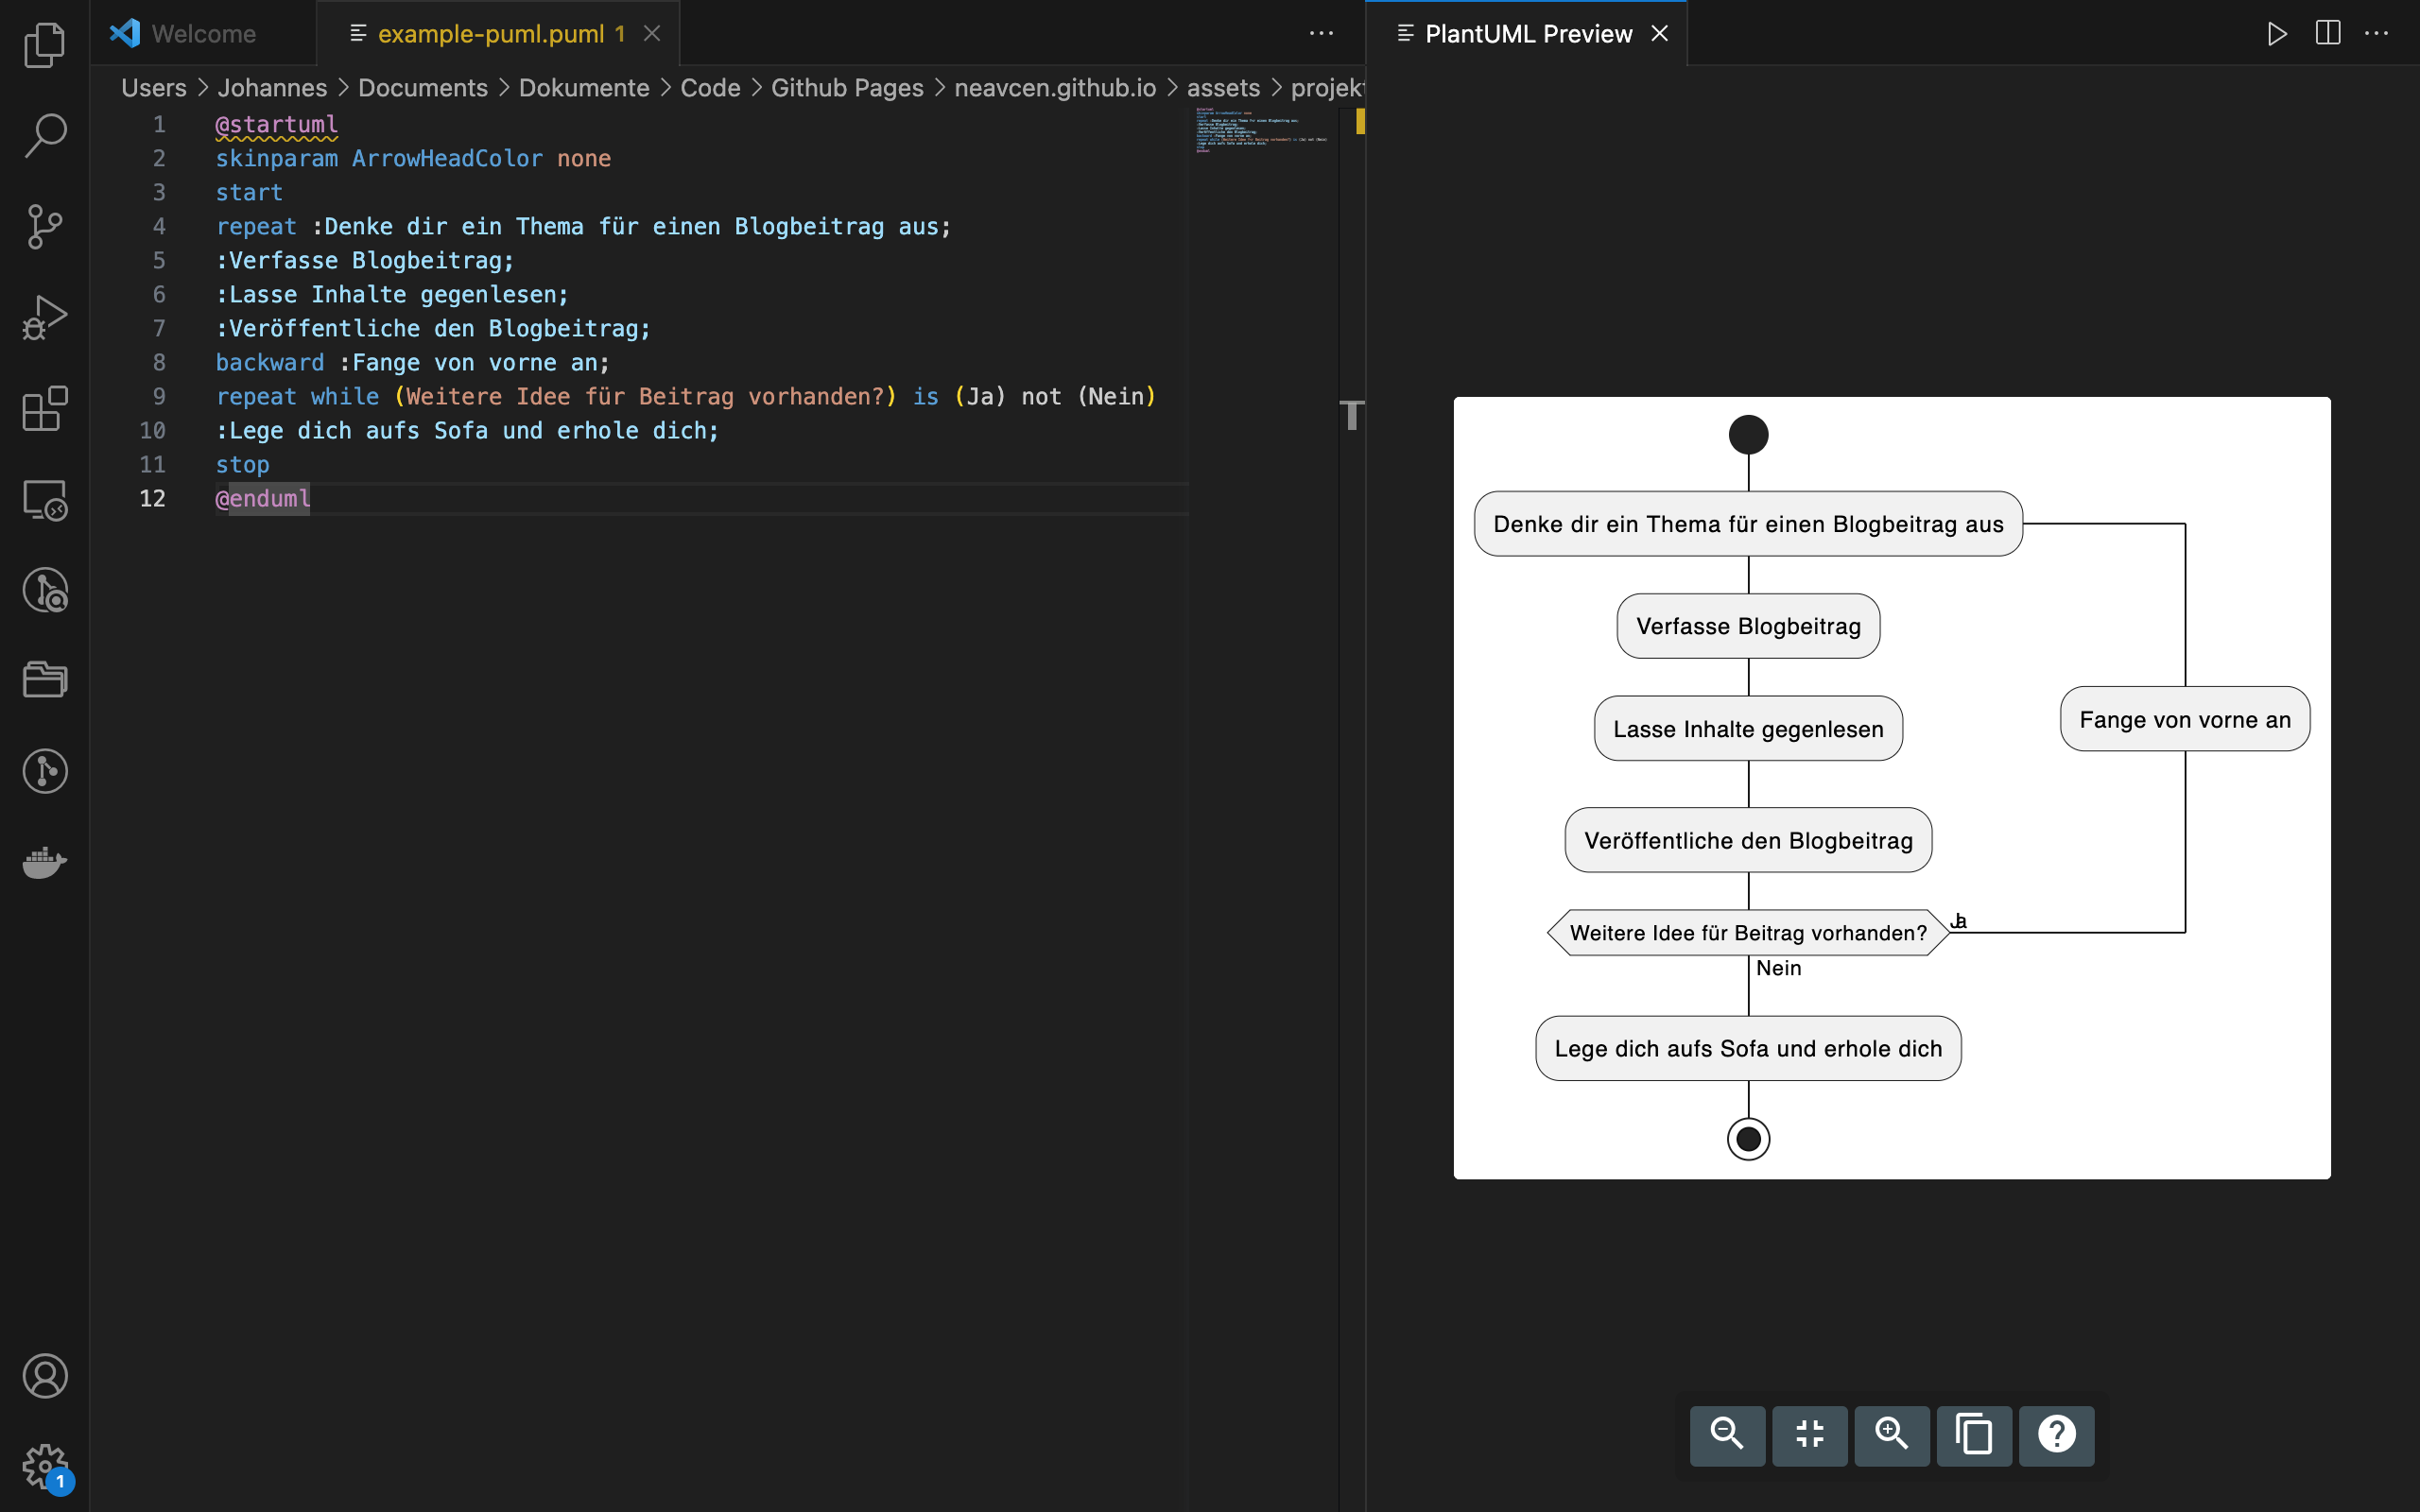 Welcome
example-puml.puml 1
PlantUML Preview
Users > Johannes > Documents > Dokumente > Code > Github Pages > neavcen.github.io > assets > projekt
1 @startuml
2 skinparam ArrowHeadColor none
3 start
4 repeat :Denke dir ein Thema für einen Blogbeitrag aus;
5 :Verfasse Blogbeitrag;
6 :Lasse Inhalte gegenlesen;
7 :Veröffentliche den Blogbeitrag;
8 backward :Fange von vorne an;
9 repeat while (Weitere Idee für Beitrag vorhanden?) is (Ja) not (Nein)
10 :Lege dich aufs Sofa und erhole dich;
11 stop
12 @enduml
Denke dir ein Thema für einen Blogbeitrag aus
Verfasse Blogbeitrag
Lasse Inhalte gegenlesen
Fange von vorne an
Veröffentliche den Blogbeitrag
Weitere Idee für Beitrag vorhanden?
Ja
Nein
Lege dich aufs Sofa und erhole dich
1